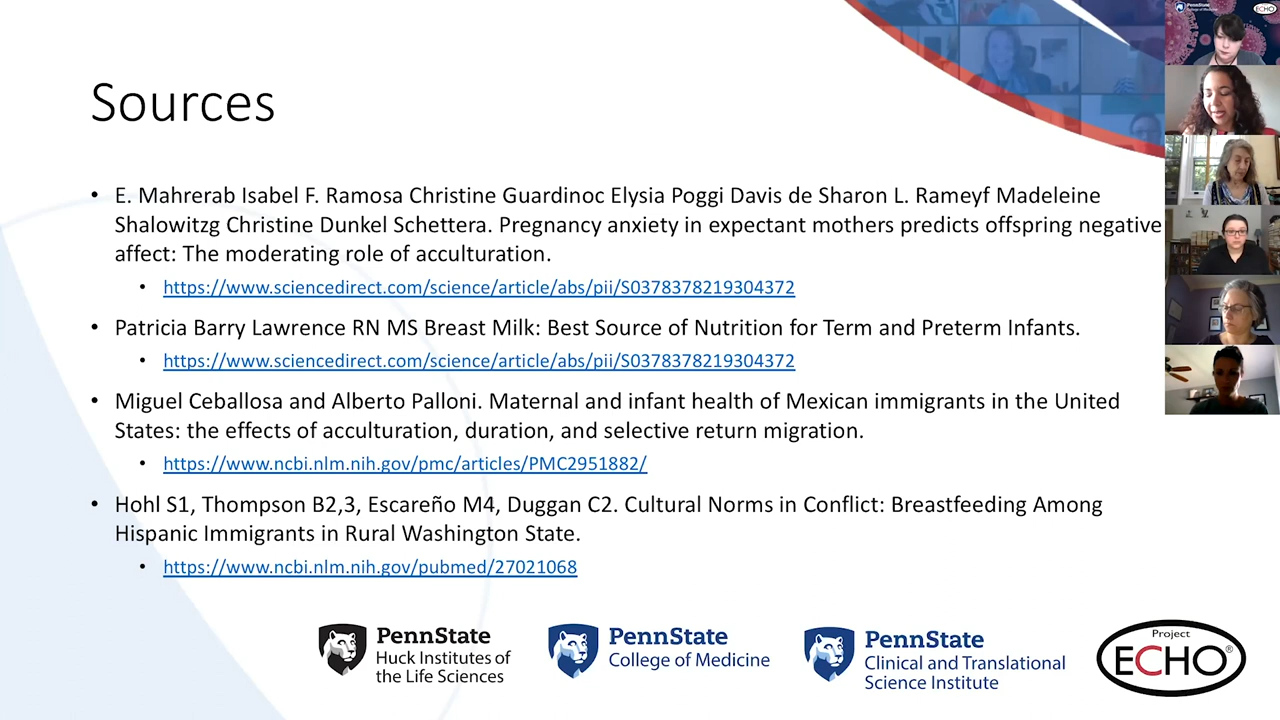 PennState
College of Medicine
ECHO
Sources
• E. Mahrerab Isabel F. Ramosa Christine Guardinoc Elysia Poggi Davis de Sharon L. Rameyf Madeleine
Shalowitzg Christine Dunkel Schettera. Pregnancy anxiety in expectant mothers predicts offspring negative
affect: The moderating role of acculturation.
• https://www.sciencedirect.com/science/article/abs/pii/S0378378219304372
• Patricia Barry Lawrence RN MS Breast Milk: Best Source of Nutrition for Term and Preterm Infants.
• https://www.sciencedirect.com/science/article/abs/pii/S0378378219304372
• Miguel Ceballosa and Alberto Palloni. Maternal and infant health of Mexican immigrants in the United
States: the effects of acculturation, duration, and selective return migration.
• https://www.ncbi.nlm.nih.gov/pmc/articles/PMC2951882/
• Hohl S1, Thompson B2,3, Escareño M4, Duggan C2. Cultural Norms in Conflict: Breastfeeding Among
Hispanic Immigrants in Rural Washington State.
• https://www.ncbi.nlm.nih.gov/pubmed/27021068
PennState
Huck Institutes of
the Life Sciences
PennState
College of Medicine
PennState
Clinical and Translational
Science Institute
Project
ECHO®